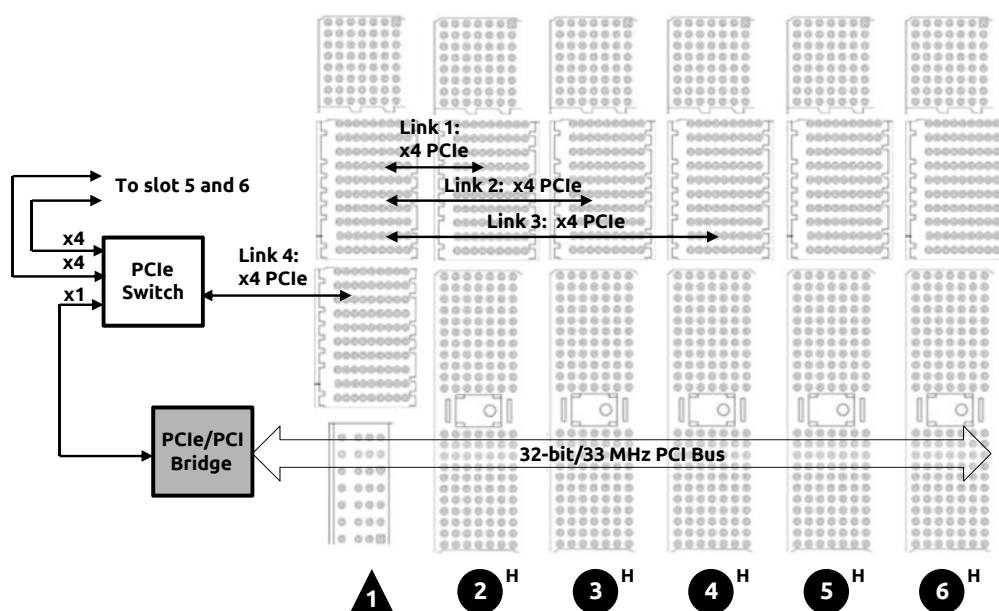 Link 1:
x4 PCIe
Link 2: x4 PCIe
Link 3: x4 PCIe
To slot 5 and 6
x4
x4
x1
PCIe
Switch
Link 4:
x4 PCIe
PCIe/PCI
Bridge
32-bit/33 MHz PCI Bus
1
2 H
3 H
4 H
5 H
6 H